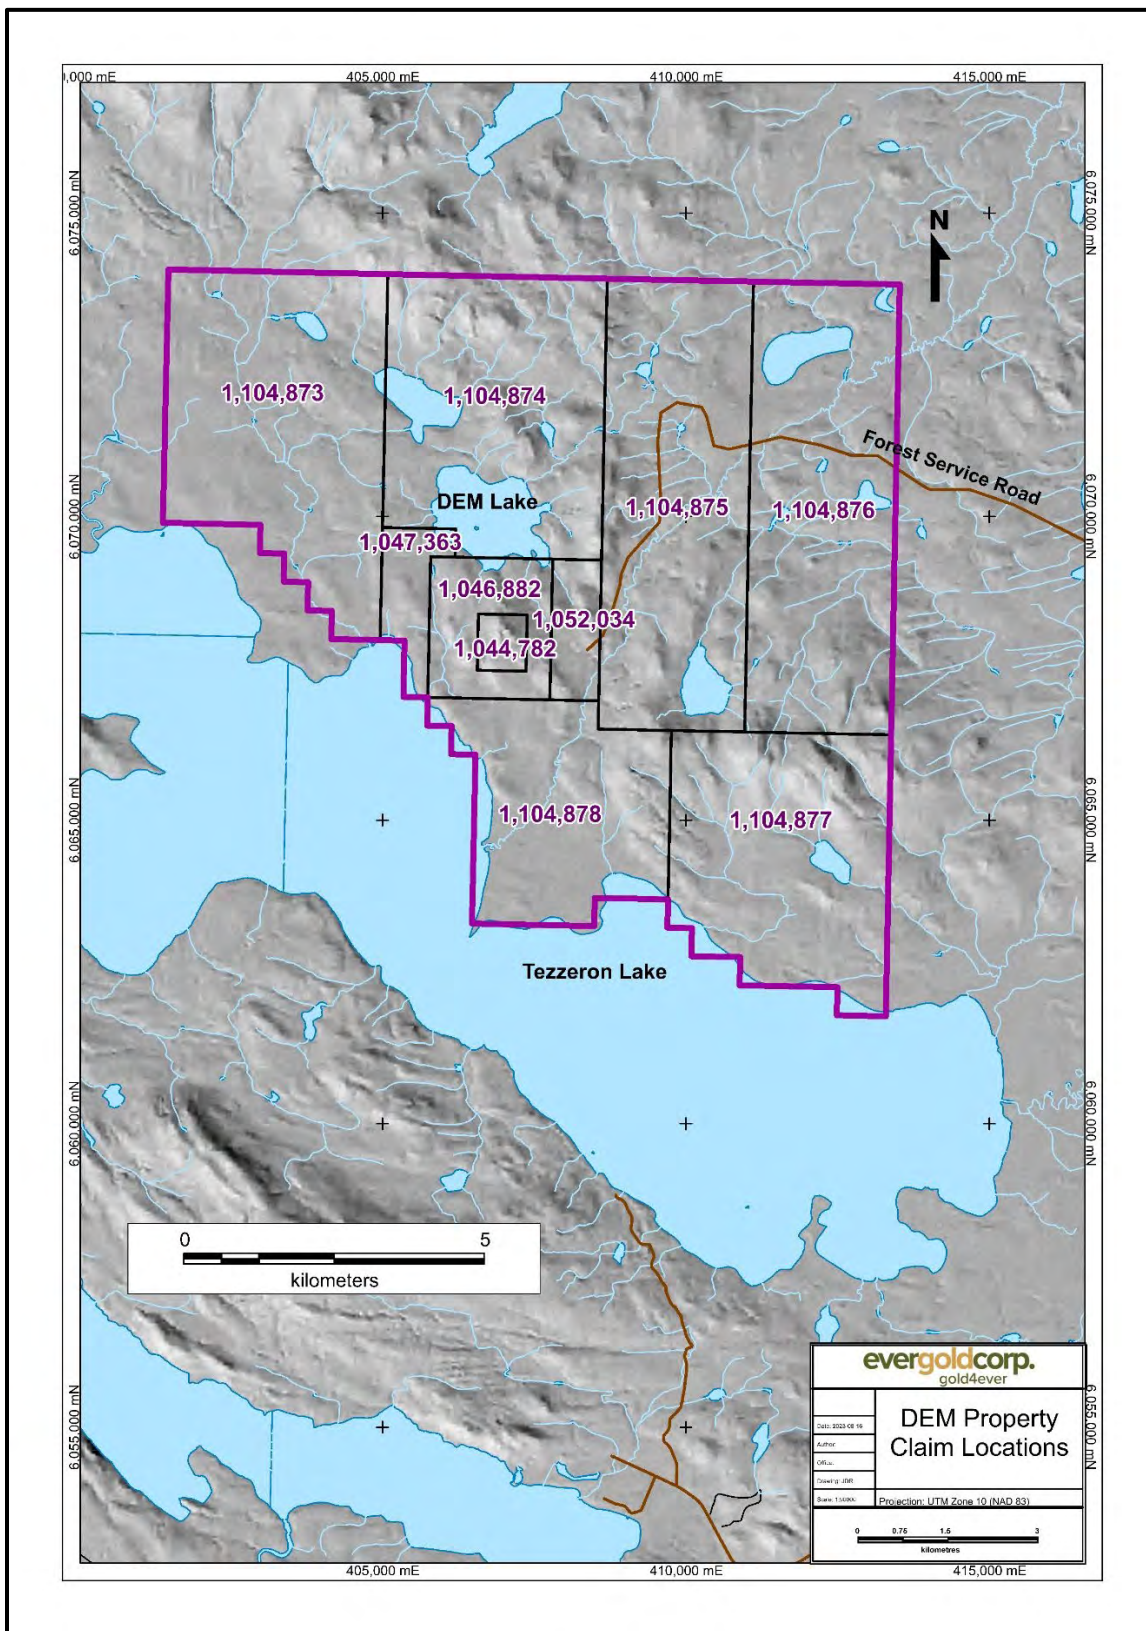 0,000 mE
405,000 mE
410,000 mE
415,000 mE
6,075,000 mN
6,075,000 mN
N
1,104,873
1,104,874
Forest Service Road
DEM Lake
1,104,875
1,104,876
6,070,000 mN
6,070,000 mN
1,047,363
1,046,882
1,052,034
1,044,782
1,104,878
1,104,877
6,065,000 mN
6,065,000 mN
Tezzeron Lake
6,060,000 mN
6,060,000 mN
0 5
kilometers
evergoldcorp.
gold4ever
DEM Property
Claim Locations
Author:
Office:
Drawing: JDR
Projection: UTM Zone 10 (NAD 83)
0 0.75 1.5 3
kilometres
6,055,000 mN
6,055,000 mN
405,000 mE
410,000 mE
415,000 mE